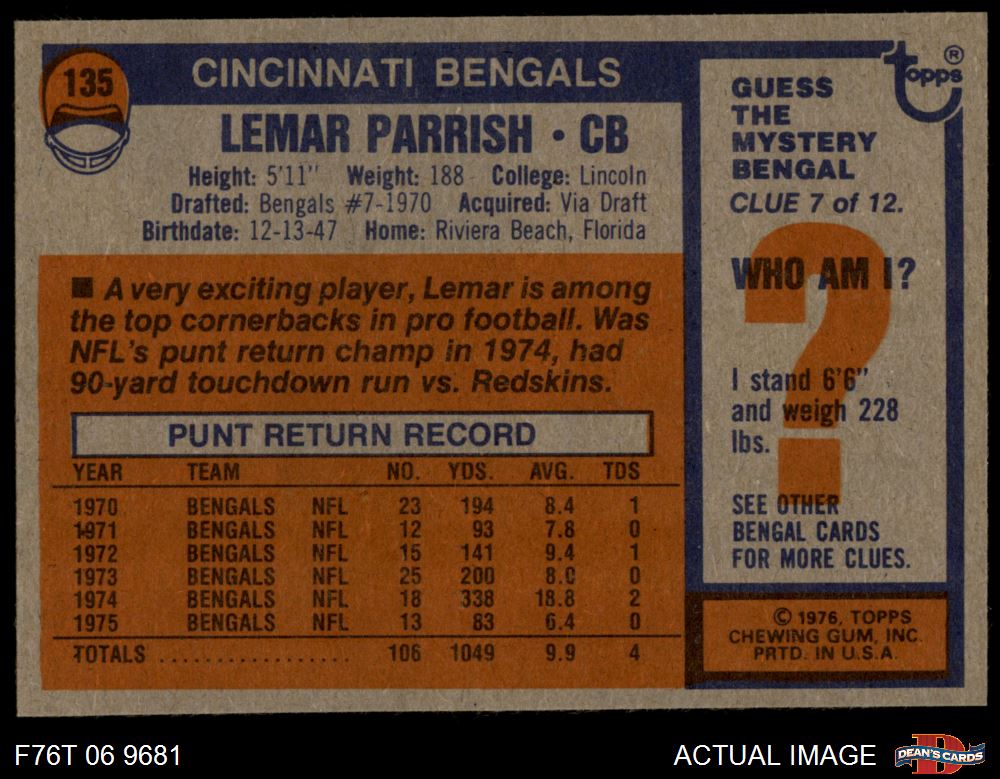 135
CINCINNATI BENGALS
LEMAR PARRISH • CB
Height: 5'11" Weight: 188 College: Lincoln
Drafted: Bengals #7-1970 Acquired: Via Draft
Birthdate: 12-13-47 Home: Riviera Beach, Florida
■ A very exciting player, Lemar is among
the top cornerbacks in pro football. Was
NFL's punt return champ in 1974, had
90-yard touchdown run vs. Redskins.
PUNT RETURN RECORD
YEAR TEAM NO. YDS. AVG. TDS
1970 BENGALS NFL 23 194 8.4 1
1971 BENGALS NFL 12 93 7.8 0
1972 BENGALS NFL 15 141 9.4 1
1973 BENGALS NFL 25 200 8.0 0
1974 BENGALS NFL 18 338 18.8 2
1975 BENGALS NFL 13 83 6.4 0
TOTALS .................. 106 1049 9.9 4
Topps®
GUESS
THE
MYSTERY
BENGAL
CLUE 7 of 12.
WHO AM I?
?
I stand 6'6"
and weigh 228
lbs.
SEE OTHER
BENGAL CARDS
FOR MORE CLUES.
© 1976, TOPPS
CHEWING GUM, INC.
PRTD. IN U.S.A.
F76T 06 9681
ACTUAL IMAGE
DEAN'S CARDS